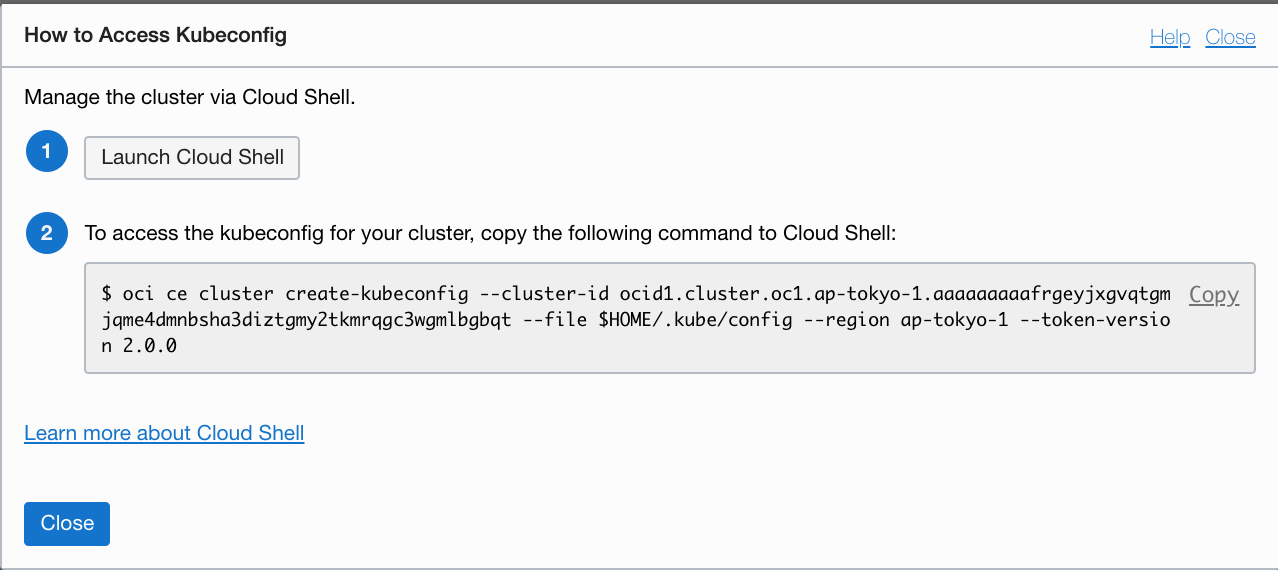 How to Access Kubeconfig
Help Close
Manage the cluster via Cloud Shell.
1
Launch Cloud Shell
2
To access the kubeconfig for your cluster, copy the following command to Cloud Shell:
$ oci ce cluster create-kubeconfig --cluster-id ocid1.cluster.oc1.ap-tokyo-1.aaaaaaaaafrgeyjxgvqtgm
jqme4dmnbsha3diztgmy2tkmrqgc3wgmlbgbqt --file $HOME/.kube/config --region ap-tokyo-1 --token-versio
n 2.0.0
Copy
Learn more about Cloud Shell
Close